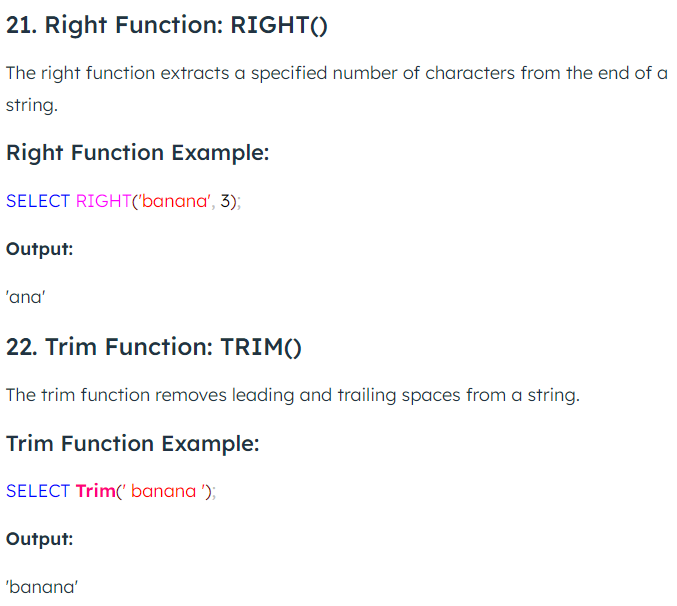 21. Right Function: RIGHT()
The right function extracts a specified number of characters from the end of a
string.
Right Function Example:
SELECT RIGHT('banana', 3);
Output:
'ana'
22. Trim Function: TRIM()
The trim function removes leading and trailing spaces from a string.
Trim Function Example:
SELECT Trim(' banana ');
Output:
'banana'